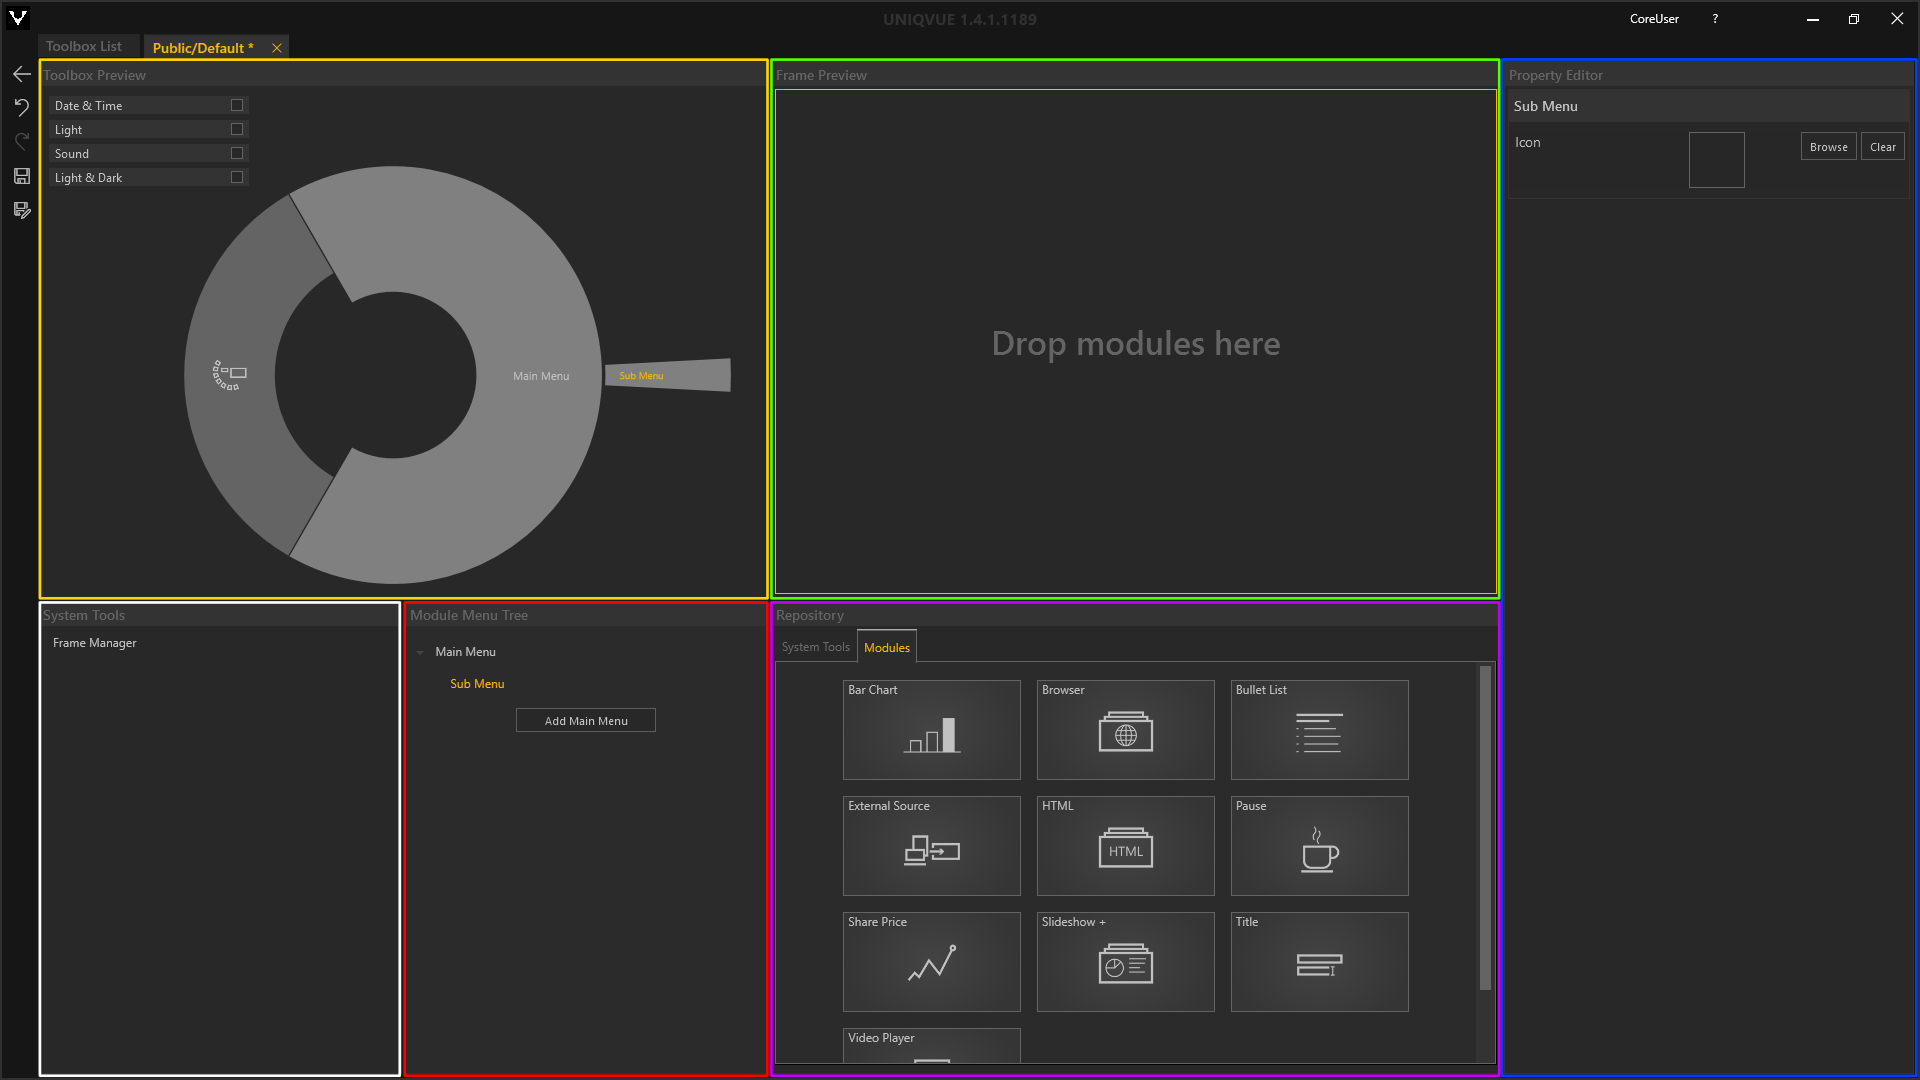 UNIQVUE 1.4.1.1189
CoreUser
?
Toolbox List
Public/Default *
Toolbox Preview
Date & Time
Light
Sound
Light & Dark
Main Menu
Sub Menu
Frame Preview
Drop modules here
Property Editor
Sub Menu
Icon
Browse
Clear
System Tools
Frame Manager
Module Menu Tree
Main Menu
Sub Menu
Add Main Menu
Repository
System Tools
Modules
Bar Chart
Browser
Bullet List
External Source
HTML
HTML
Pause
Share Price
Slideshow +
Title
Video Player